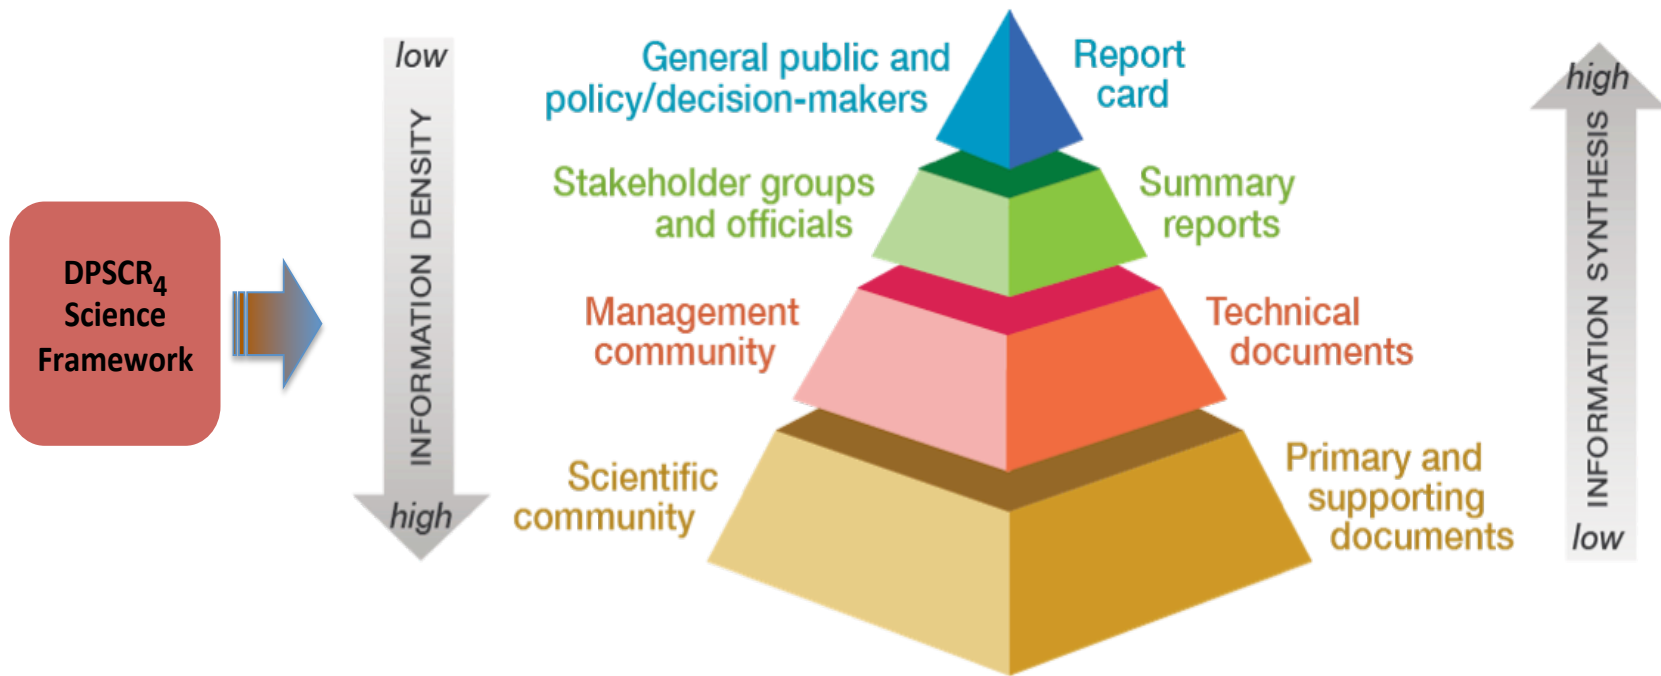 DPSCR₄
Science
Framework
low
INFORMATION DENSITY
high
General public and
policy/decision-makers
Report
card
Stakeholder groups
and officials
Summary
reports
Management
community
Technical
documents
Scientific
community
Primary and
supporting
documents
high
INFORMATION SYNTHESIS
low